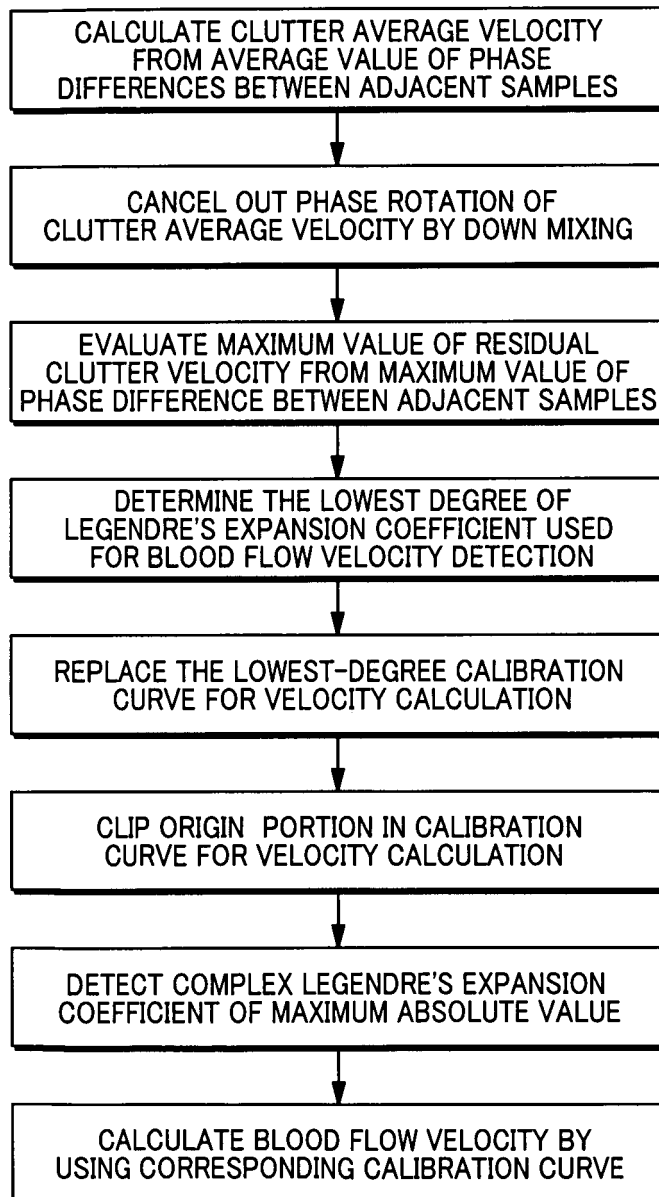 CALCULATE CLUTTER AVERAGE VELOCITY
FROM AVERAGE VALUE OF PHASE
DIFFERENCES BETWEEN ADJACENT SAMPLES
CANCEL OUT PHASE ROTATION OF
CLUTTER AVERAGE VELOCITY BY DOWN MIXING
EVALUATE MAXIMUM VALUE OF RESIDUAL
CLUTTER VELOCITY FROM MAXIMUM VALUE OF
PHASE DIFFERENCE BETWEEN ADJACENT SAMPLES
DETERMINE THE LOWEST DEGREE OF
LEGENDRE'S EXPANSION COEFFICIENT USED
FOR BLOOD FLOW VELOCITY DETECTION
REPLACE THE LOWEST-DEGREE CALIBRATION
CURVE FOR VELOCITY CALCULATION
CLIP ORIGIN PORTION IN CALIBRATION
CURVE FOR VELOCITY CALCULATION
DETECT COMPLEX LEGENDRE'S EXPANSION
COEFFICIENT OF MAXIMUM ABSOLUTE VALUE
CALCULATE BLOOD FLOW VELOCITY BY
USING CORRESPONDING CALIBRATION CURVE